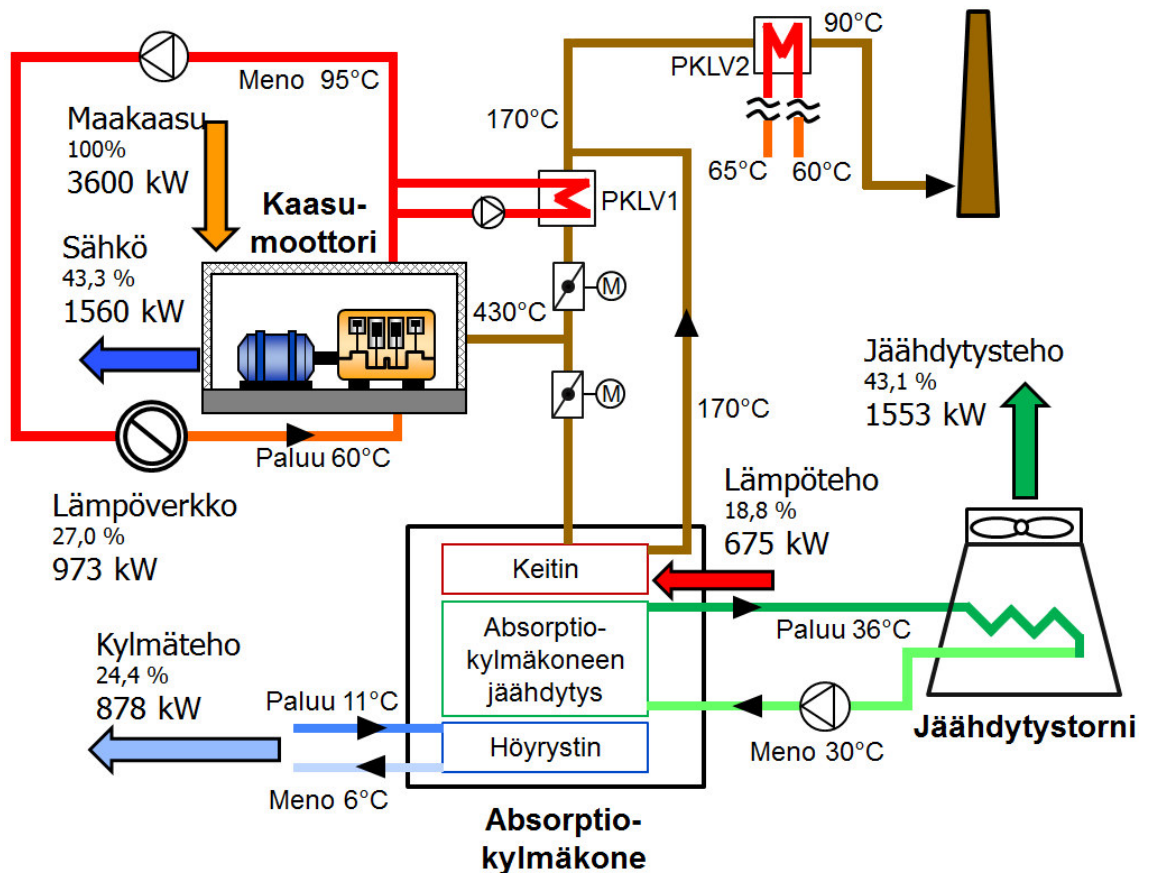 Meno 95°C
Maakaasu
100%
3600 kW
Kaasu-
moottori
Sähkö
43,3 %
1560 kW
Paluu 60°C
Lämpöverkko
27,0 %
973 kW
430°C
170°C
PKLV1
PKLV2
90°C
65°C
60°C
M
M
170°C
Jäähdytysteho
43,1 %
1553 kW
Lämpöteho
18,8 %
675 kW
Keitin
Absorptio-
kylmäkoneen
jäähdytys
Höyrystin
Paluu 36°C
Meno 30°C
Jäähdytystorni
Kylmäteho
24,4 %
878 kW
Paluu 11°C
Meno 6°C
Absorptio-
kylmäkone